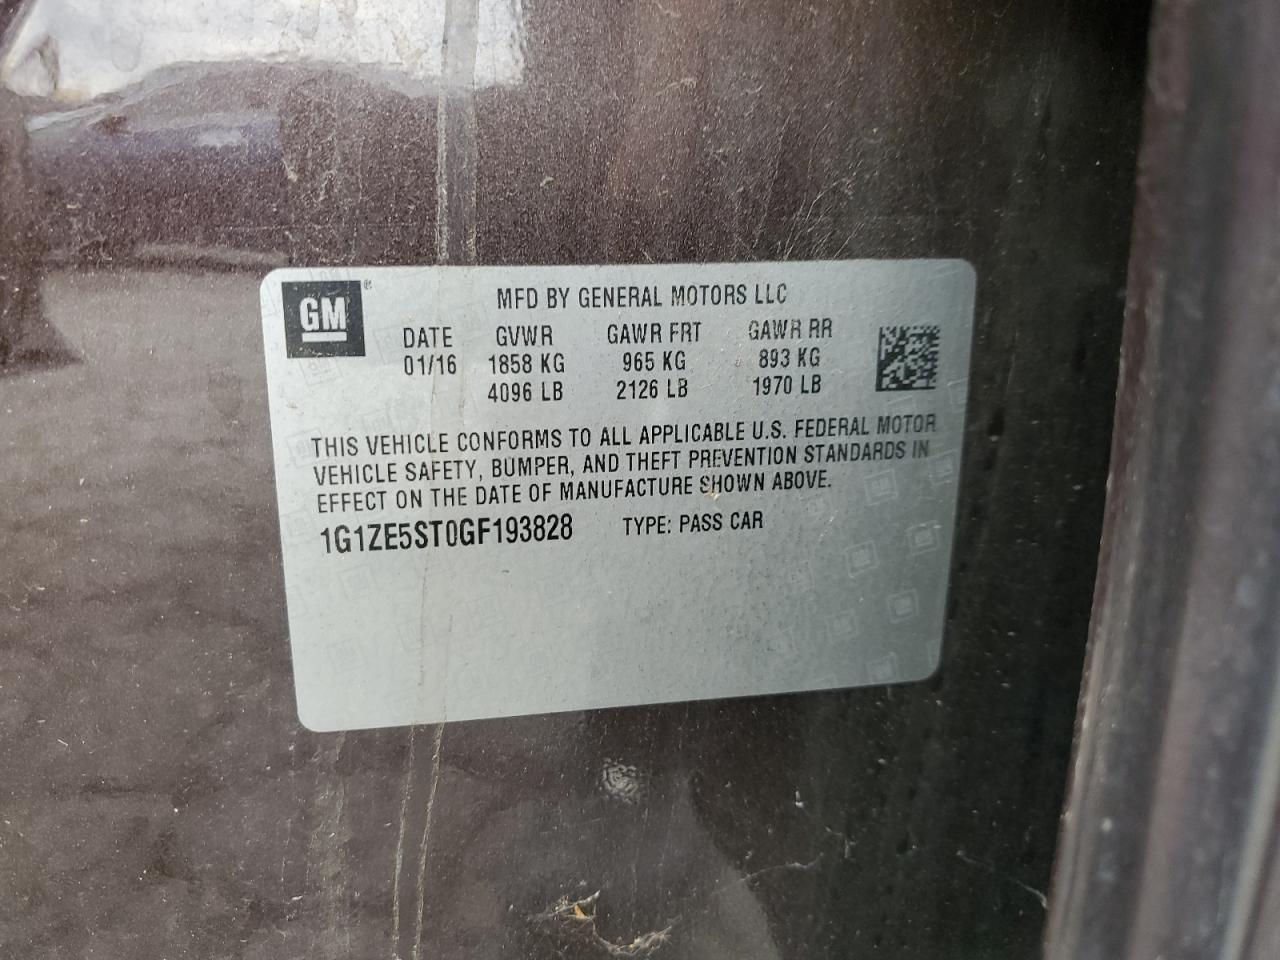 GM®
MFD BY GENERAL MOTORS LLC
DATE GVWR GAWR FRT GAWR RR
01/16 1858 KG 965 KG 893 KG
4096 LB 2126 LB 1970 LB
THIS VEHICLE CONFORMS TO ALL APPLICABLE U.S. FEDERAL MOTOR
VEHICLE SAFETY, BUMPER, AND THEFT PREVENTION STANDARDS IN
EFFECT ON THE DATE OF MANUFACTURE SHOWN ABOVE.
1G1ZE5ST0GF193828 TYPE: PASS CAR